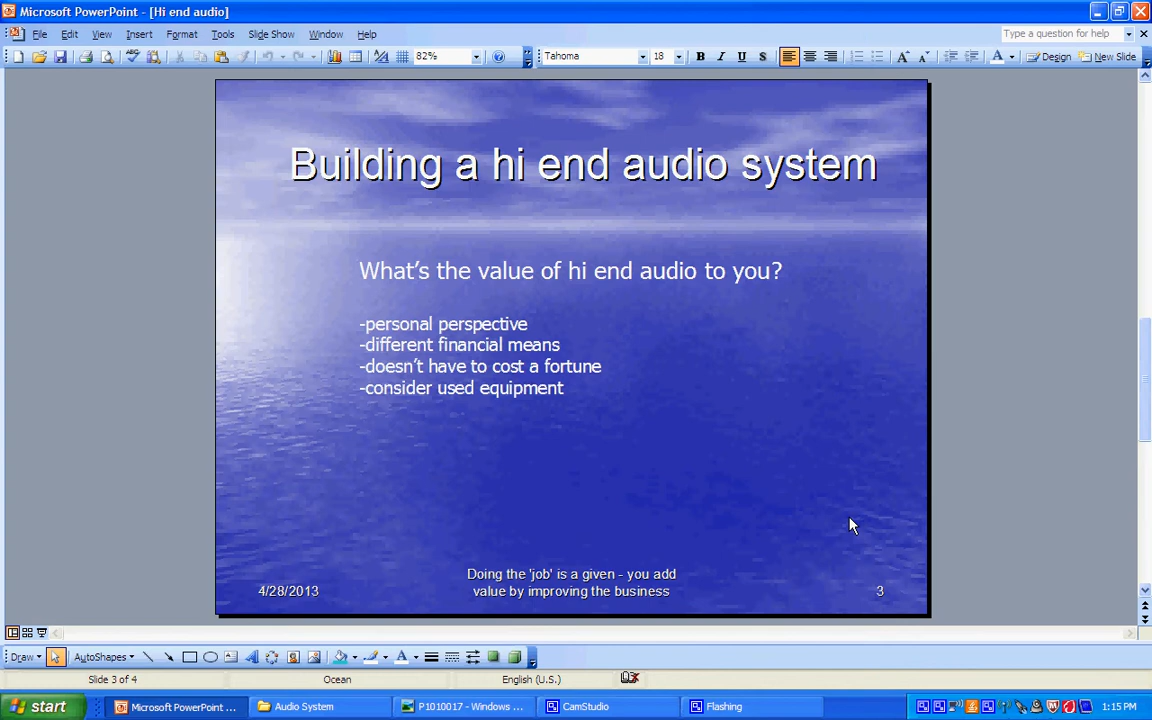 Microsoft PowerPoint - [Hi end audio]
File Edit View Insert Format Tools Slide Show Window Help
Type a question for help
82%
Tahoma
18
B I U S
Design
New Slide
Building a hi end audio system
What's the value of hi end audio to you?
-personal perspective
-different financial means
-doesn't have to cost a fortune
-consider used equipment
Doing the 'job' is a given - you add
value by improving the business
4/28/2013
3
Draw
AutoShapes
Slide 3 of 4
Ocean
English (U.S.)
start
Microsoft PowerPoint ...
Audio System
P1010017 - Windows ...
CamStudio
Flashing
1:15 PM